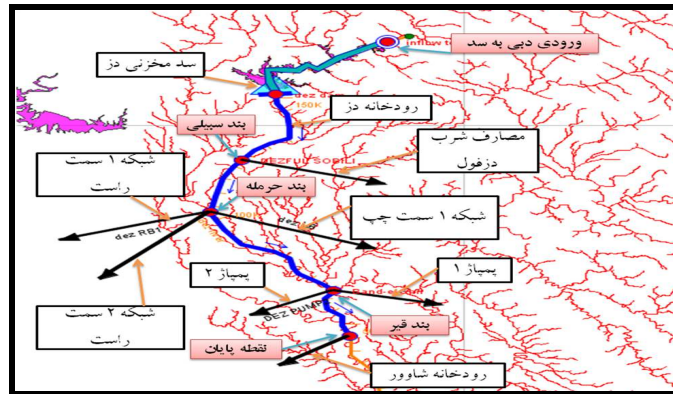 ورودی دبی به سد
inflow t
سد مخزنی دز
dez d
150K
رودخانه دز
بند سبیلی
مصارف شرب
دزفول
DEZFUL SOBILI
شبکه ۱ سمت
راست
بند حرمله
شبکه ۱ سمت چپ
dez RB1
پمپاژ ۲
پمپاژ ۱
DEZ PUMP
شبکه ۲ سمت
راست
بند قیر
نقطه پایان
رودخانه شاوور